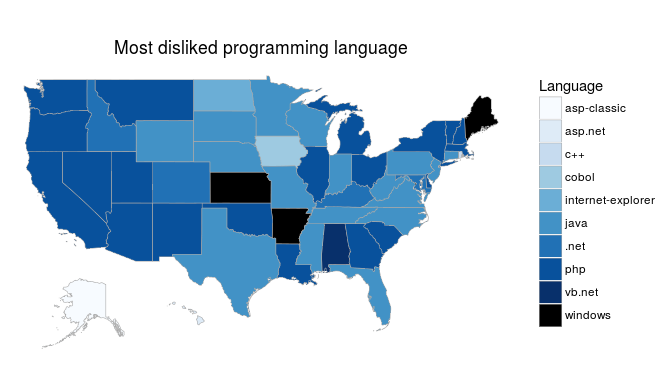 Most disliked programming language
Language
asp-classic
asp.net
c++
cobol
internet-explorer
java
.net
php
vb.net
windows